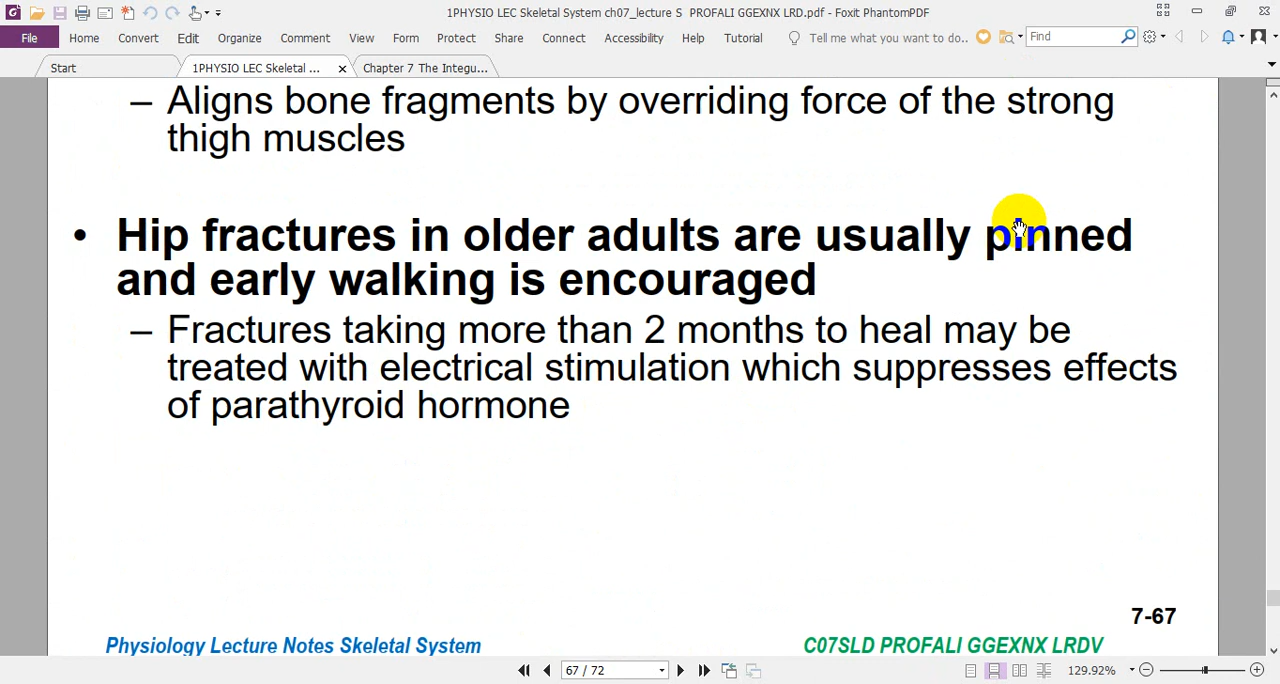 1PHYSIO LEC Skeletal System ch07_lecture S PROFALI.GGEXNX LRD.pdf - Foxit PhantomPDF
File Home Convert Edit Organize Comment View Form Protect Share Connect Accessibility Help Tutorial Tell me what you want to do.. Find
Start 1PHYSIO LEC Skeletal ... × Chapter 7 The Integu...
– Aligns bone fragments by overriding force of the strong
thigh muscles
• Hip fractures in older adults are usually pinned
and early walking is encouraged
– Fractures taking more than 2 months to heal may be
treated with electrical stimulation which suppresses effects
of parathyroid hormone
7-67
Physiology Lecture Notes Skeletal System C07SLD PROFALI GGEXNX LRDV
67 / 72 129.92%